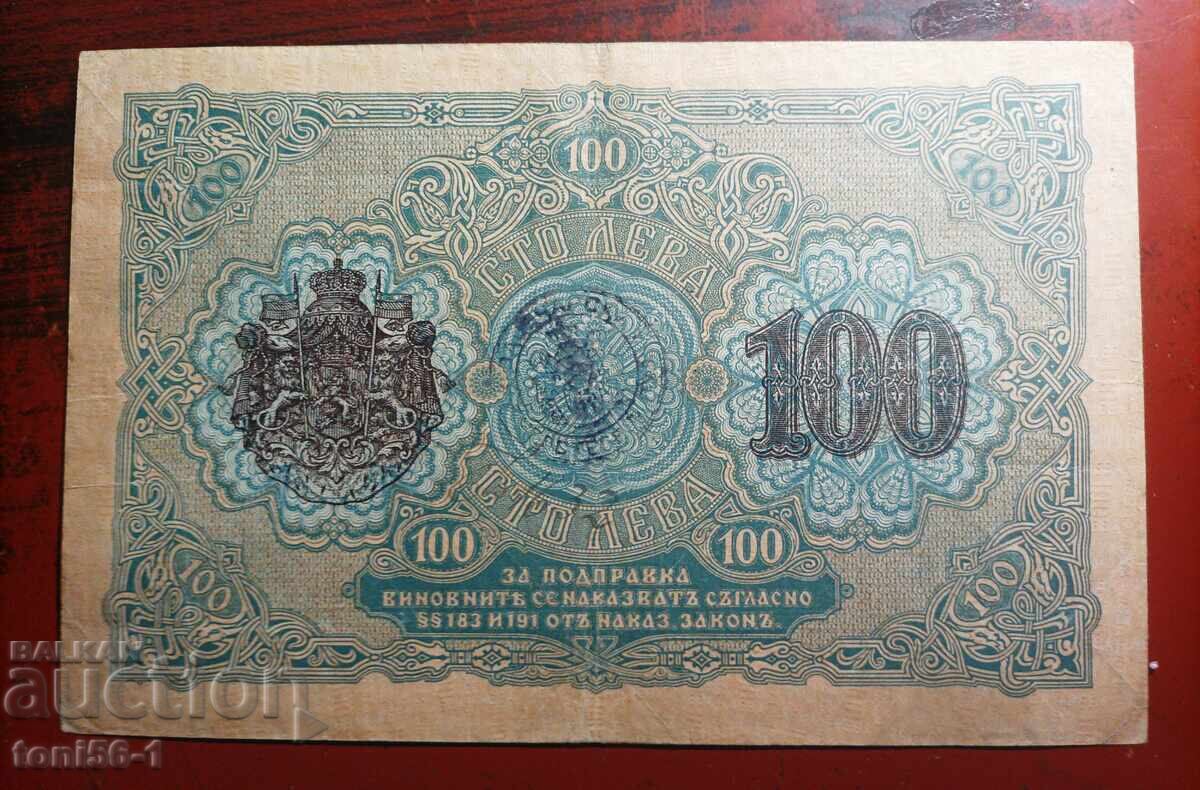 100
100
100
СТО ЛЕВА
100
СТО ЛЕВА
100
100
100
100
ЗА ПОДПРАВКА
ВИНОВНИТѢ СЕ НАКАЗВАТЪ СЪГЛАСНО
§§ 183 И 191 ОТЪ НАКАЗ. ЗАКОНЪ.
BALKAN
auction
toni56-1